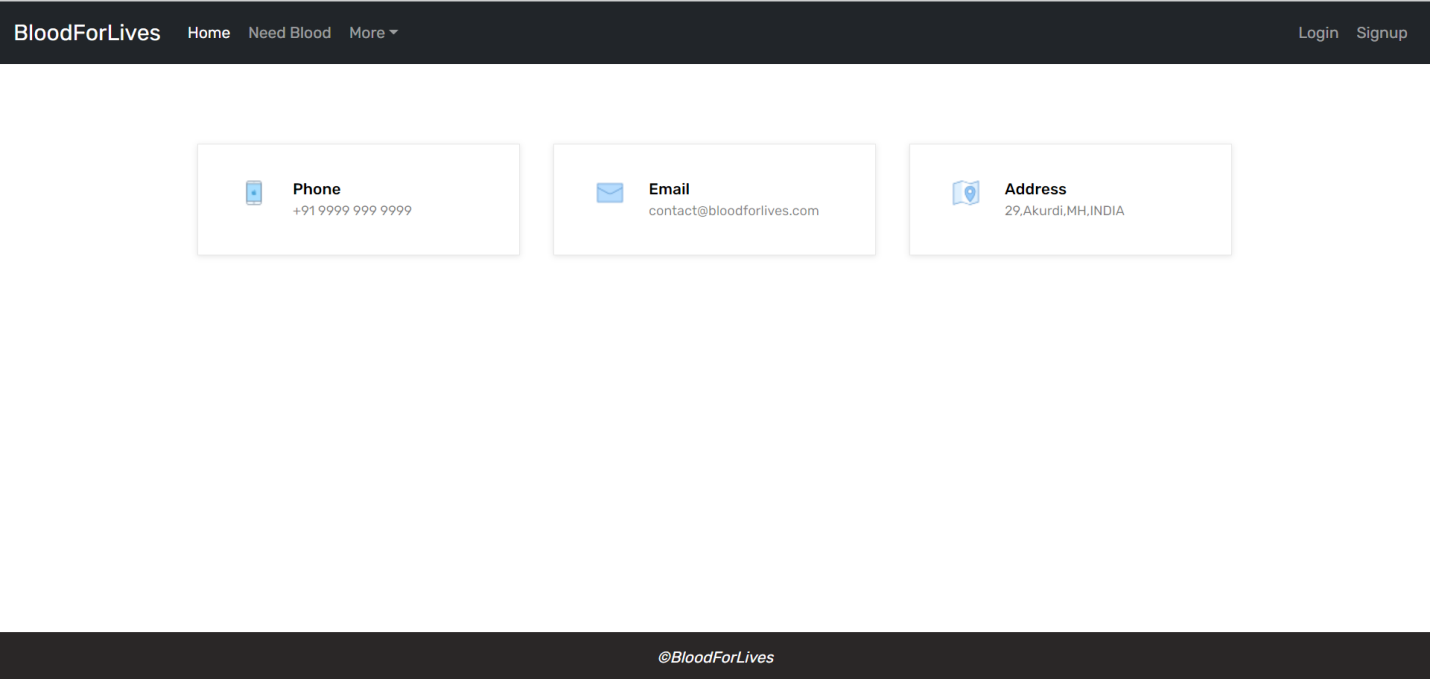 BloodForLives Home Need Blood More Login Signup
Phone
+91 9999 999 9999
Email
contact@bloodforlives.com
Address
29,Akurdi,MH,INDIA
©BloodForLives